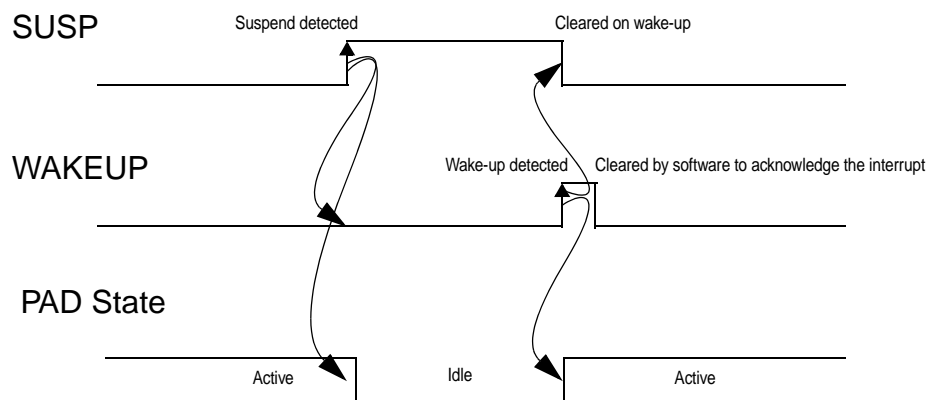 SUSP Suspend detected Cleared on wake-up
WAKEUP Wake-up detected Cleared by software to acknowledge the interrupt
PAD State
Active Idle Active